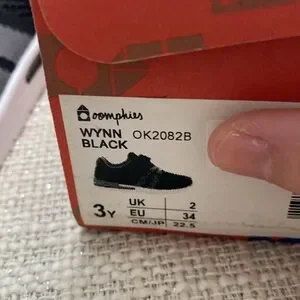 oomphies
WYNN OK2082B
BLACK
3Y
UK 2
EU 34
CM/JP 22.5